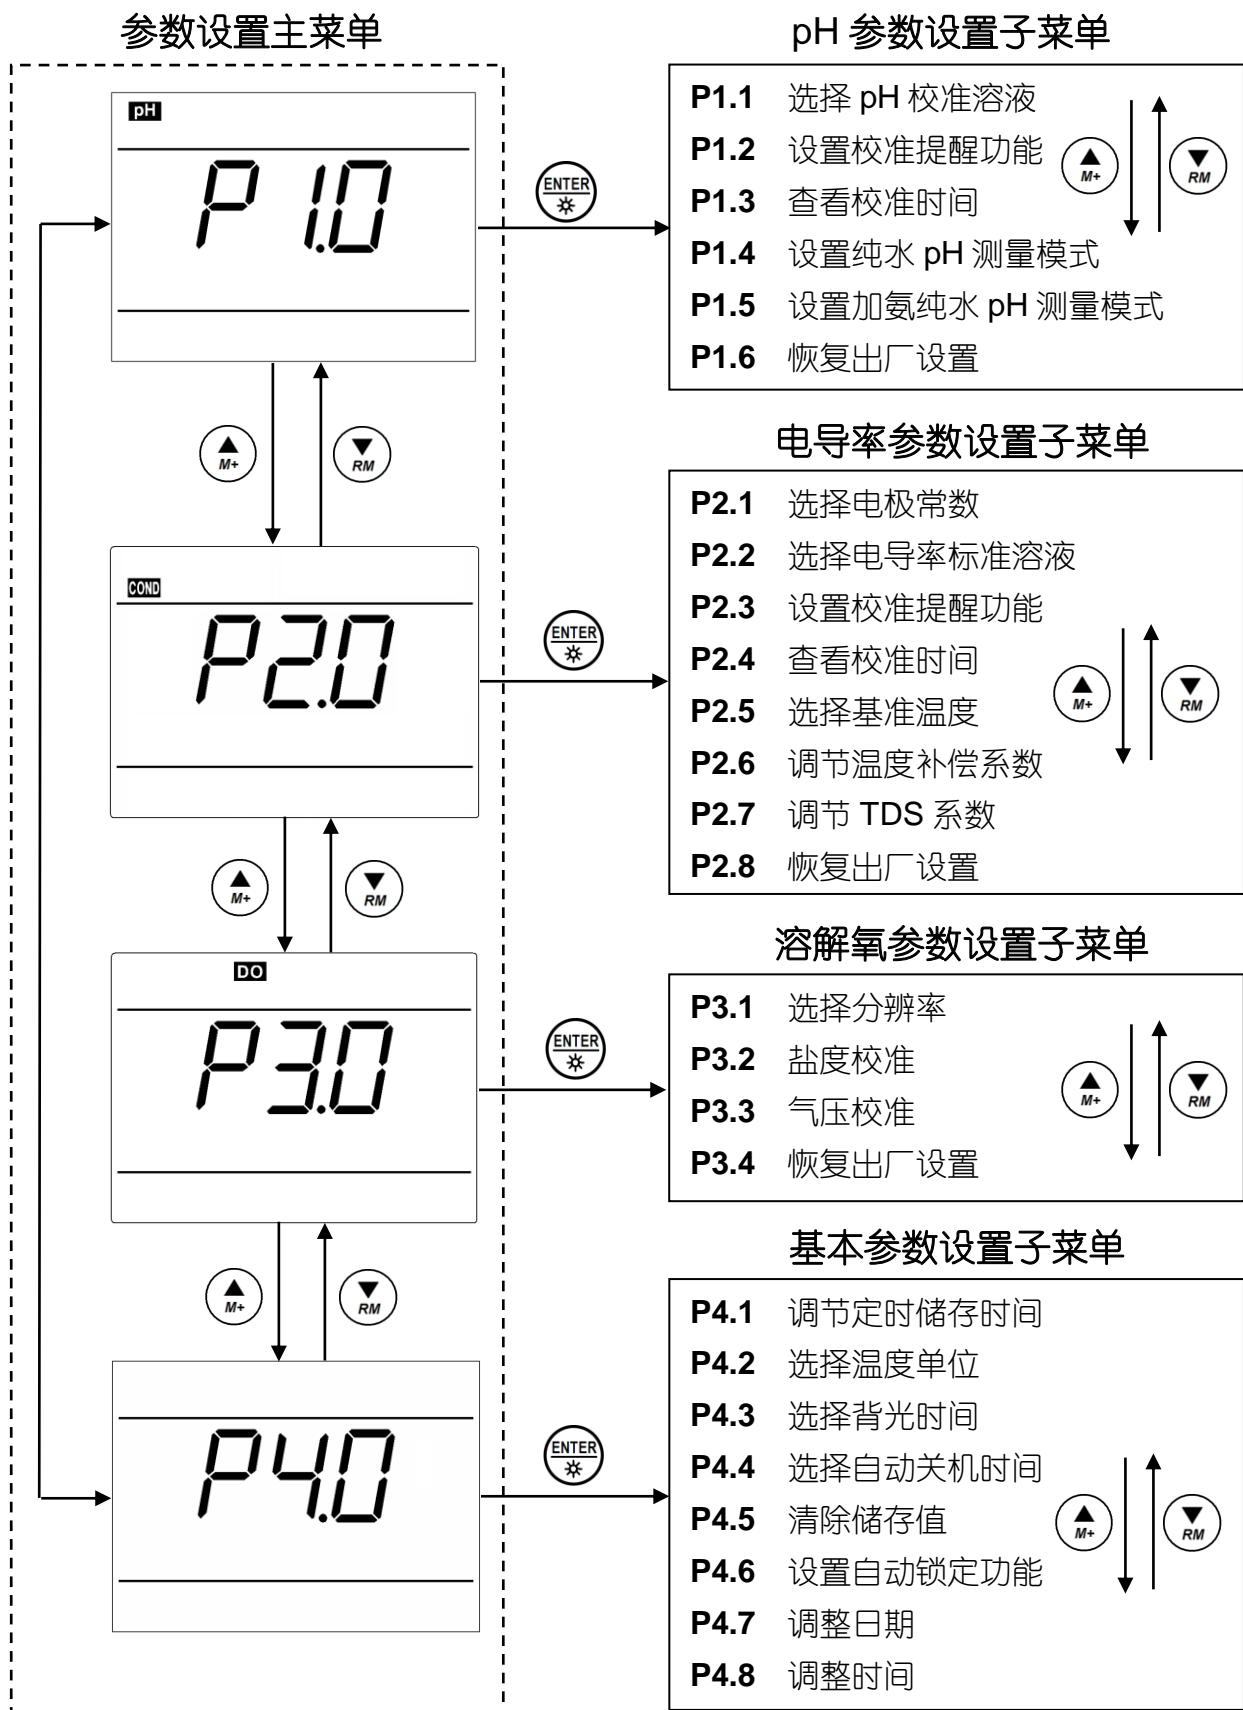 参数设置主菜单
pH
P1.0
ENTER
M+
RM
COND
P2.0
ENTER
M+
RM
DO
P3.0
ENTER
M+
RM
P4.0
ENTER
pH 参数设置子菜单
P1.1 选择 pH 校准溶液
P1.2 设置校准提醒功能
P1.3 查看校准时间
P1.4 设置纯水 pH 测量模式
P1.5 设置加氨纯水 pH 测量模式
P1.6 恢复出厂设置
M+
RM
电导率参数设置子菜单
P2.1 选择电极常数
P2.2 选择电导率标准溶液
P2.3 设置校准提醒功能
P2.4 查看校准时间
P2.5 选择基准温度
P2.6 调节温度补偿系数
P2.7 调节 TDS 系数
P2.8 恢复出厂设置
M+
RM
溶解氧参数设置子菜单
P3.1 选择分辨率
P3.2 盐度校准
P3.3 气压校准
P3.4 恢复出厂设置
M+
RM
基本参数设置子菜单
P4.1 调节定时储存时间
P4.2 选择温度单位
P4.3 选择背光时间
P4.4 选择自动关机时间
P4.5 清除储存值
P4.6 设置自动锁定功能
P4.7 调整日期
P4.8 调整时间
M+
RM